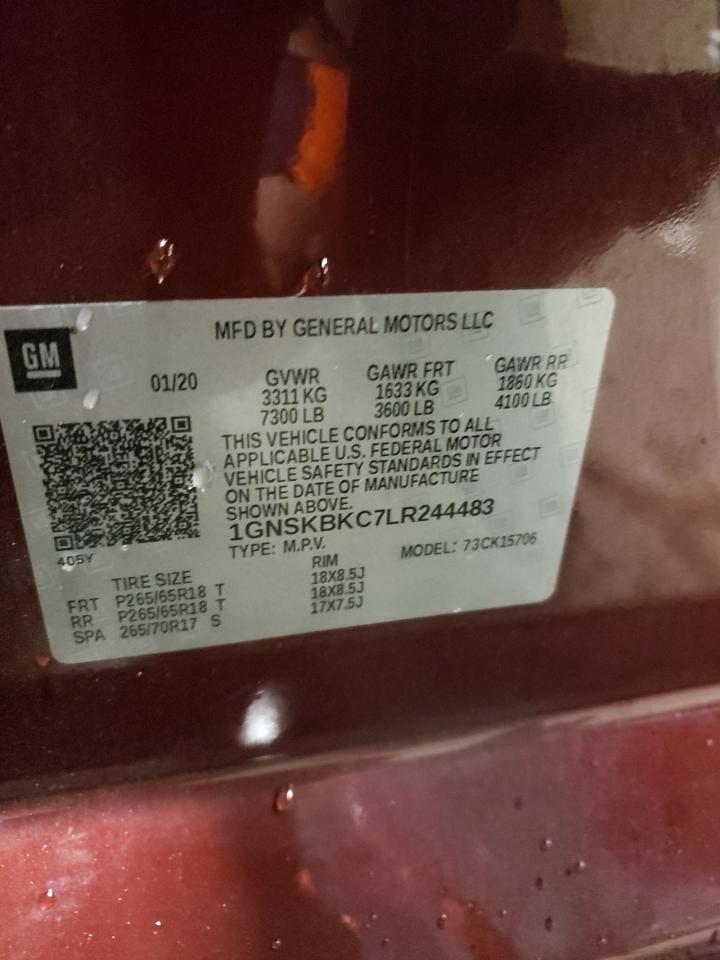 MFD BY GENERAL MOTORS LLC
GM
01/20
GVWR
3311 KG
7300 LB
GAWR FRT
1633 KG
3600 LB
GAWR RR
1860 KG
4100 LB
THIS VEHICLE CONFORMS TO ALL
APPLICABLE U.S. FEDERAL MOTOR
VEHICLE SAFETY STANDARDS IN EFFECT
ON THE DATE OF MANUFACTURE
SHOWN ABOVE.
1GNSKBKC7LR244483
TYPE: M.P.V. MODEL: 73CK15706
405Y
TIRE SIZE RIM
FRT P265/65R18 T 18X8.5J
RR P265/65R18 T 18X8.5J
SPA 265/70R17 S 17X7.5J